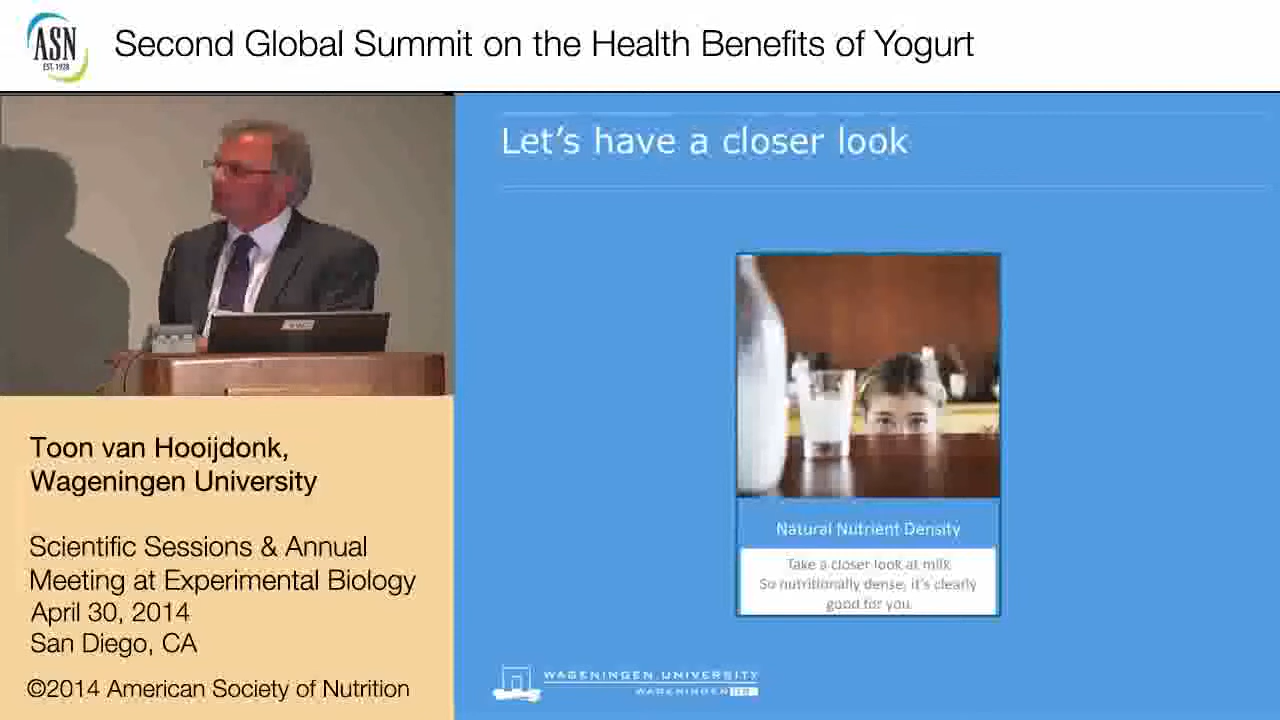 ASN
EST. 1928
Second Global Summit on the Health Benefits of Yogurt
Let's have a closer look
Natural Nutrient Density
Take a closer look at milk
So nutritionally dense, it's clearly
good for you.
WAGENINGEN UNIVERSITY
WAGENINGEN UR
Toon van Hooijdonk,
Wageningen University
Scientific Sessions & Annual
Meeting at Experimental Biology
April 30, 2014
San Diego, CA
©2014 American Society of Nutrition